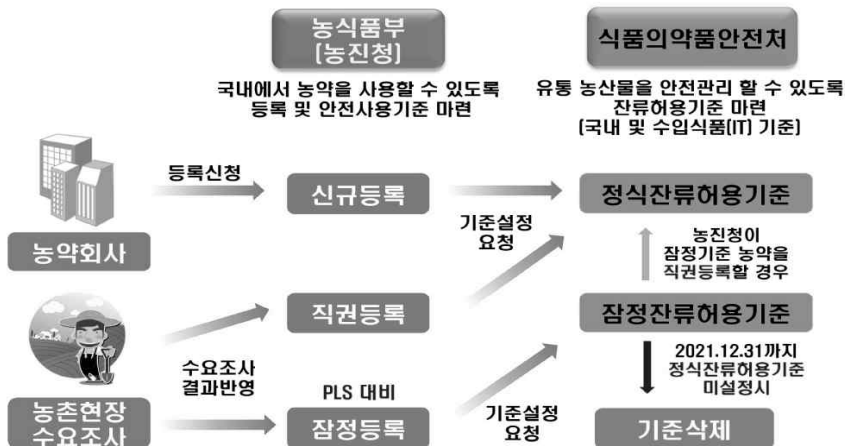 농식품부
[농진청]
식품의약품안전처
국내에서 농약을 사용할 수 있도록
등록 및 안전사용기준 마련
유통 농산물을 안전관리 할 수 있도록
잔류허용기준 마련
(국내 및 수입식품(IT) 기준)
등록신청
신규등록
정식잔류허용기준
농약회사
기준설정
요청
농진청이
잠정기준 농약을
직권등록할 경우
직권등록
잠정잔류허용기준
수요조사
결과반영
2021.12.31까지
정식잔류허용기준
미설정시
PLS 대비
농촌현장
수요조사
잠정등록
기준설정
요청
기준삭제